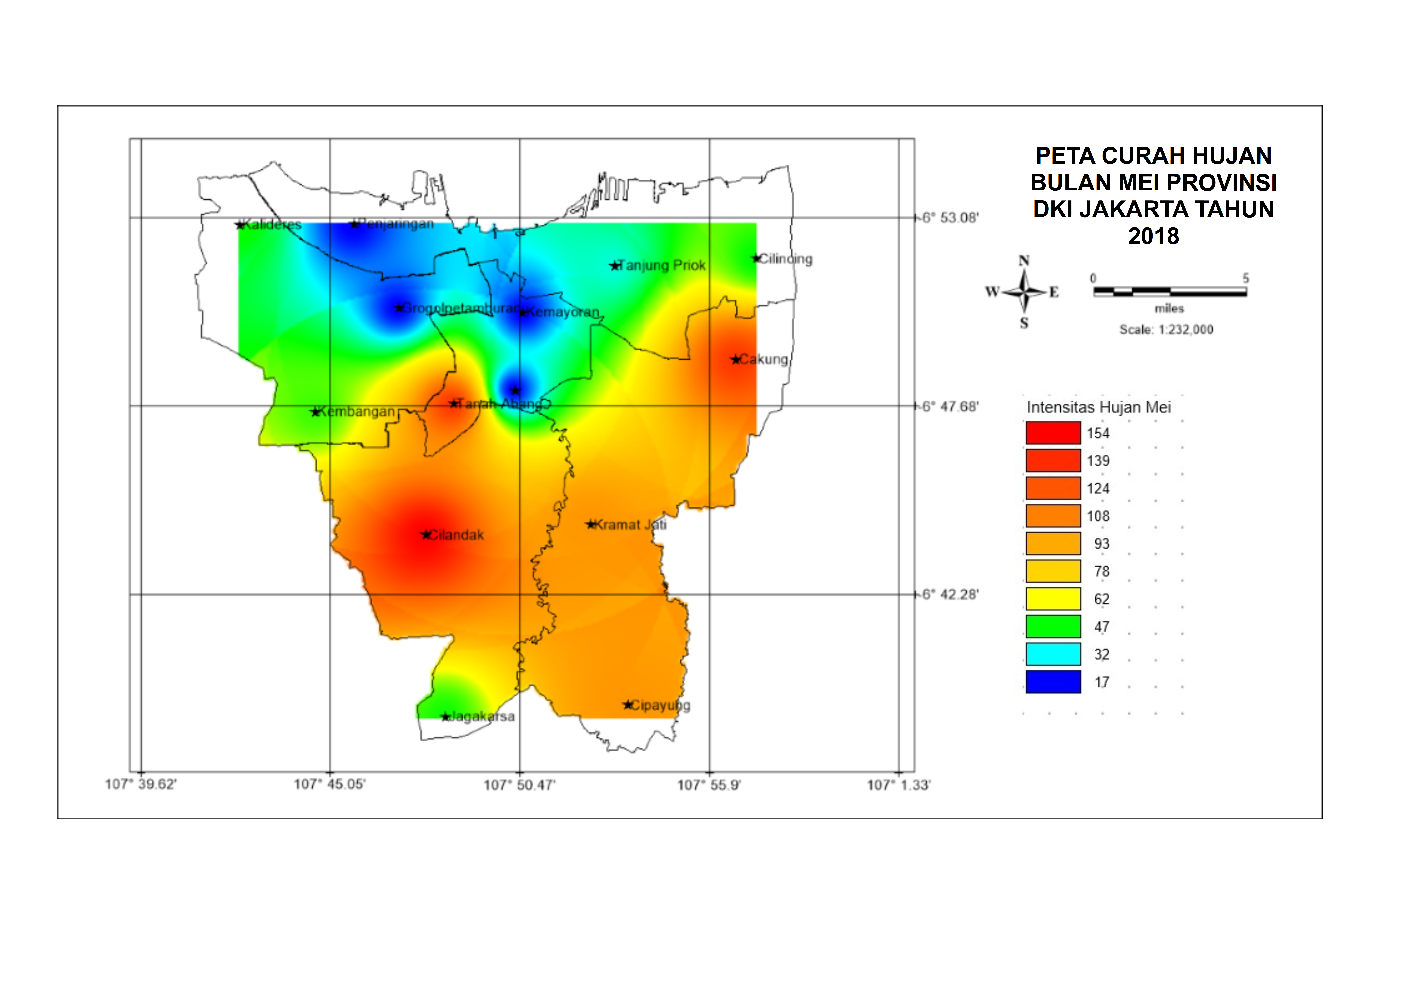 PETA CURAH HUJAN
BULAN MEI PROVINSI
DKI JAKARTA TAHUN
2018
N
W E
S
0 5
miles
Scale: 1:232,000
Kalideres
Penjaringan
Cilincing
Tanjung Priok
Grogolpetamburan
Kemayoran
Cakung
Tanah Abang
Kembangan
Kramat Jati
Cilandak
Cipayung
Jagakarsa
-6° 53.08'
-6° 47.68'
-6° 42.28'
107° 39.62' 107° 45.05' 107° 50.47' 107° 55.9' 107° 1.33'
Intensitas Hujan Mei
154
139
124
108
93
78
62
47
32
17